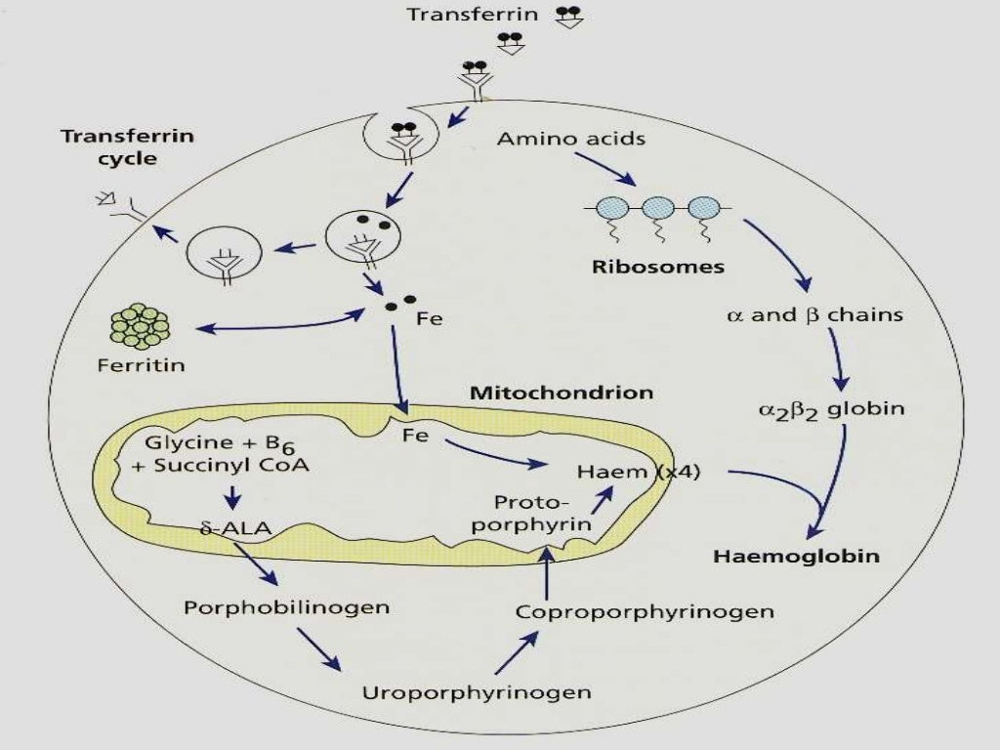 Transferrin
Transferrin
cycle
Amino acids
Ribosomes
α and β chains
Fe
Ferritin
Mitochondrion
α₂β₂ globin
Fe
Glycine + B₆
+ Succinyl CoA
Haem (x4)
Proto-
porphyrin
δ-ALA
Haemoglobin
Porphobilinogen
Coproporphyrinogen
Uroporphyrinogen